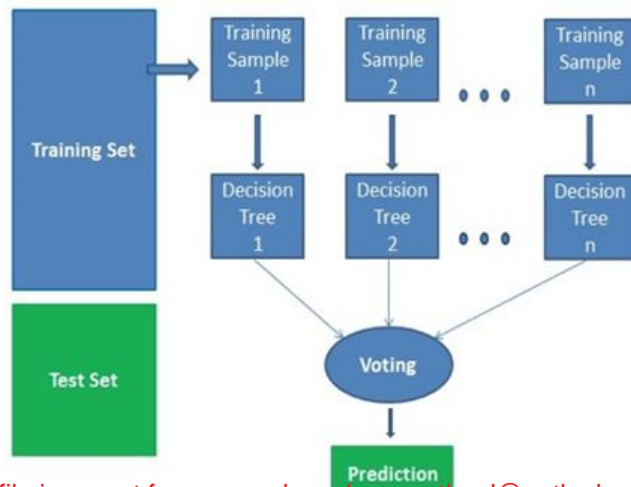 Training Set
Training
Sample
1
Training
Sample
2
Training
Sample
n
Decision
Tree
1
Decision
Tree
2
Decision
Tree
n
Voting
Test Set
Prediction